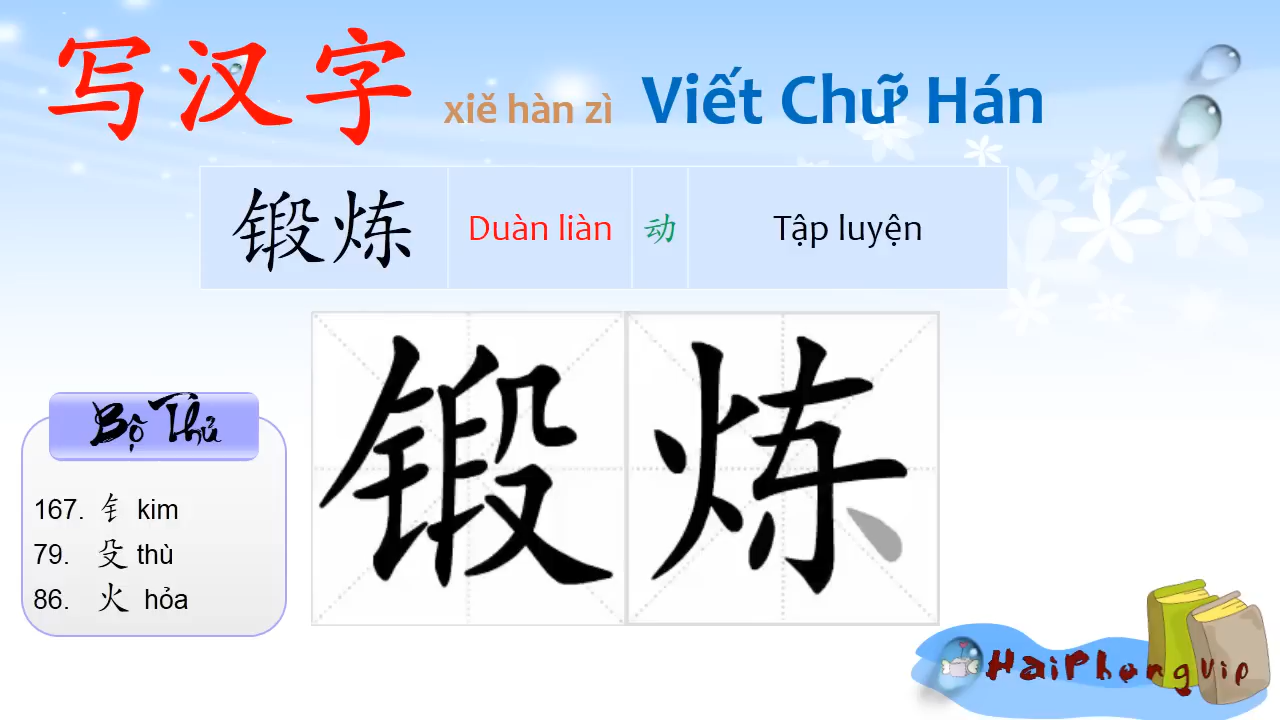 写汉字 xiě hàn zì Viết Chữ Hán
锻炼 Duàn liàn 动 Tập luyện
锻炼
Bộ Thủ
167. 钅 kim
79. 殳 thù
86. 火 hỏa
HaiPhongVip